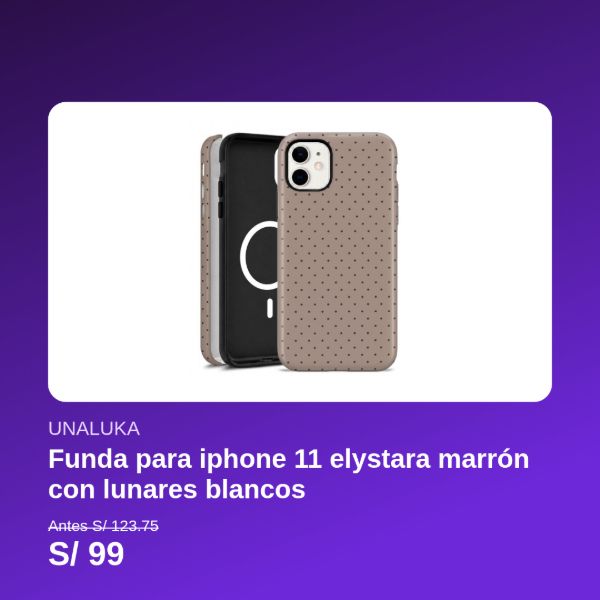 UNALUKA
Funda para iphone 11 elystara marrón
con lunares blancos
Antes S/ 123.75
S/ 99